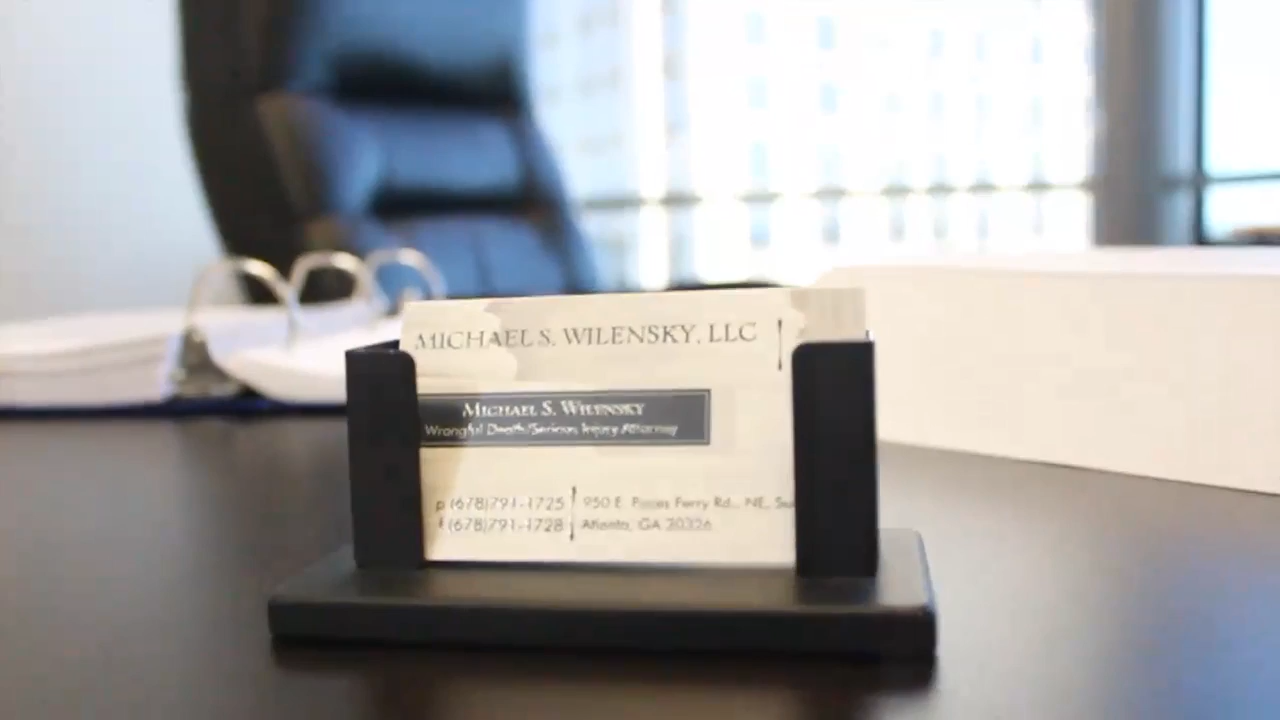 MICHAEL S. WILENSKY, LLC
MICHAEL S. WILENSKY
Wrongful Death/Serious Injury Attorney
p (678)791-1725
f (678)791-1728
950 E. Paces Ferry Rd., NE, Su
Atlanta, GA 30326